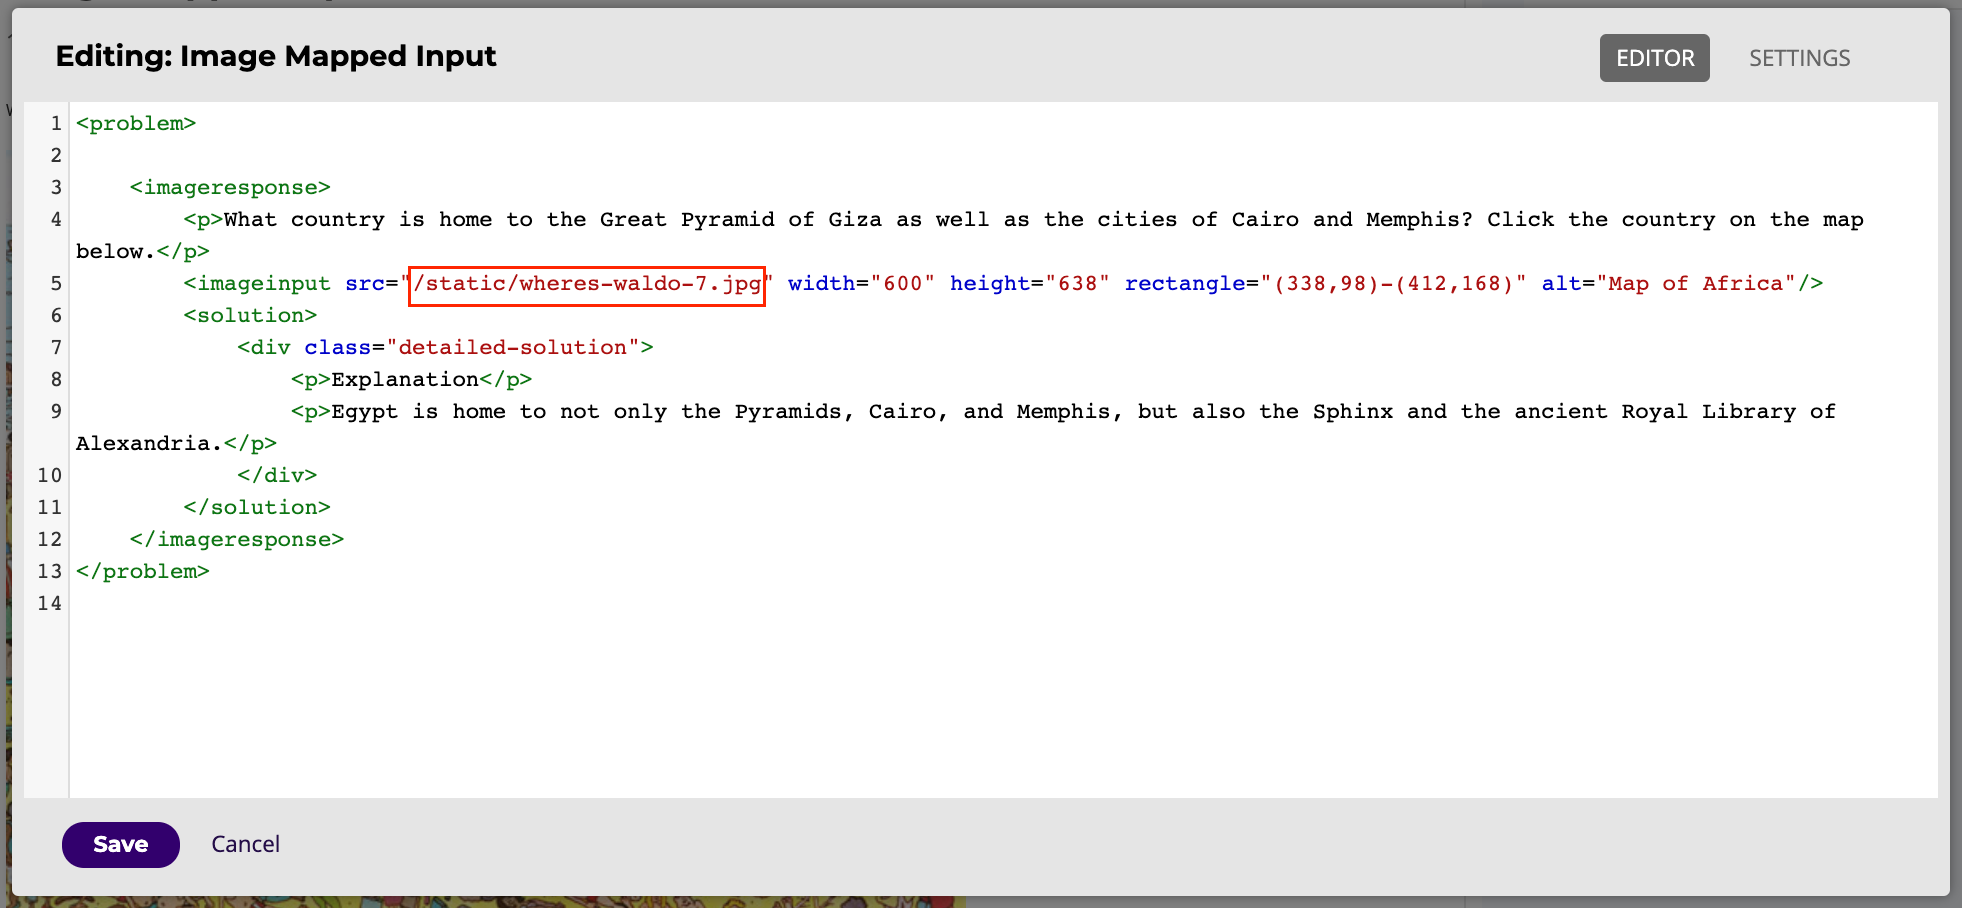 Editing: Image Mapped Input
EDITOR
SETTINGS
1 <problem>
2
3 <imageresponse>
4 <p>What country is home to the Great Pyramid of Giza as well as the cities of Cairo and Memphis? Click the country on the map
below.</p>
5 <imageinput src="/static/wheres-waldo-7.jpg" width="600" height="638" rectangle="(338,98)-(412,168)" alt="Map of Africa"/>
6 <solution>
7 <div class="detailed-solution">
8 <p>Explanation</p>
9 <p>Egypt is home to not only the Pyramids, Cairo, and Memphis, but also the Sphinx and the ancient Royal Library of
Alexandria.</p>
10 </div>
11 </solution>
12 </imageresponse>
13 </problem>
14
Save
Cancel